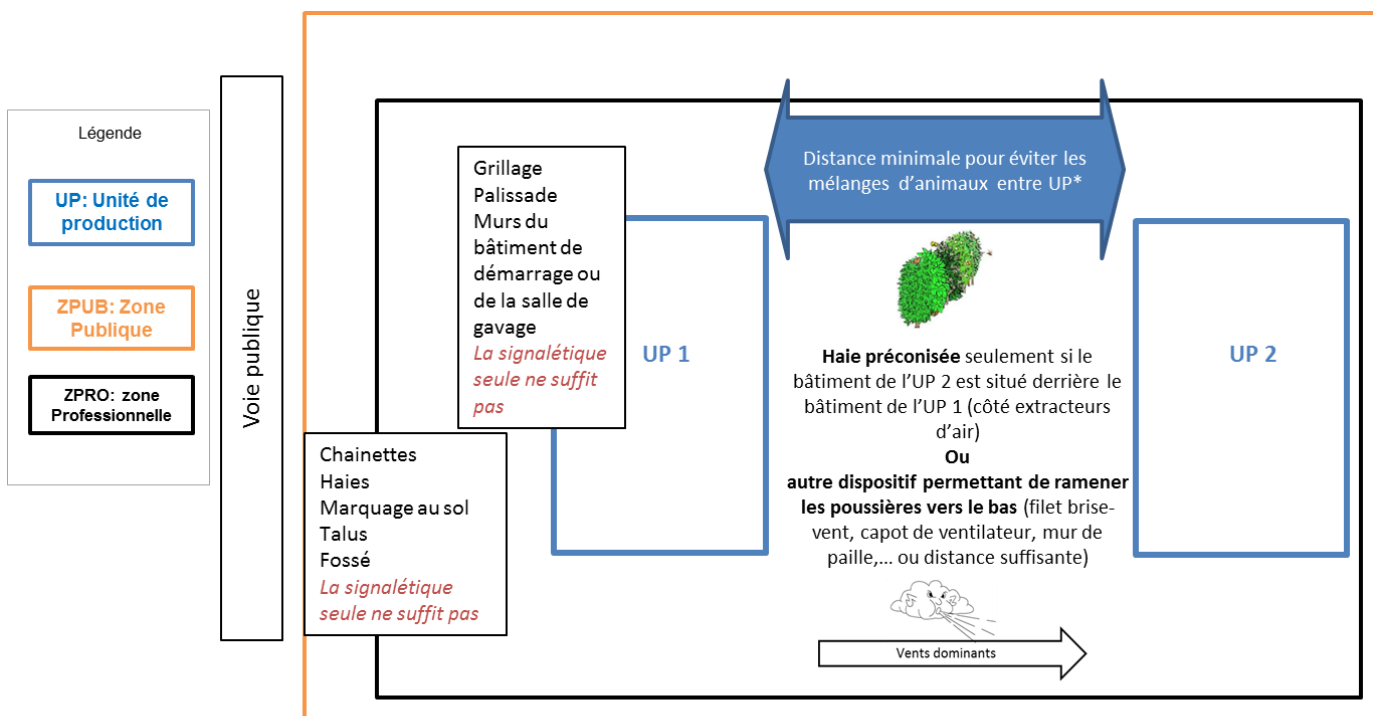 Légende
UP: Unité de
production
ZPUB: Zone
Publique
ZPRO: zone
Professionnelle
Voie publique
Grillage
Palissade
Murs du
bâtiment de
démarrage ou
de la salle de
gavage
La signalétique
seule ne suffit
pas
Chainettes
Haies
Marquage au sol
Talus
Fossé
La signalétique
seule ne suffit pas
UP 1
Distance minimale pour éviter les
mélanges d'animaux entre UP*
Haie préconisée seulement si le
bâtiment de l'UP 2 est situé derrière le
bâtiment de l'UP 1 (côté extracteurs
d'air)
Ou
autre dispositif permettant de ramener
les poussières vers le bas (filet brise-
vent, capot de ventilateur, mur de
paille,... ou distance suffisante)
Vents dominants
UP 2